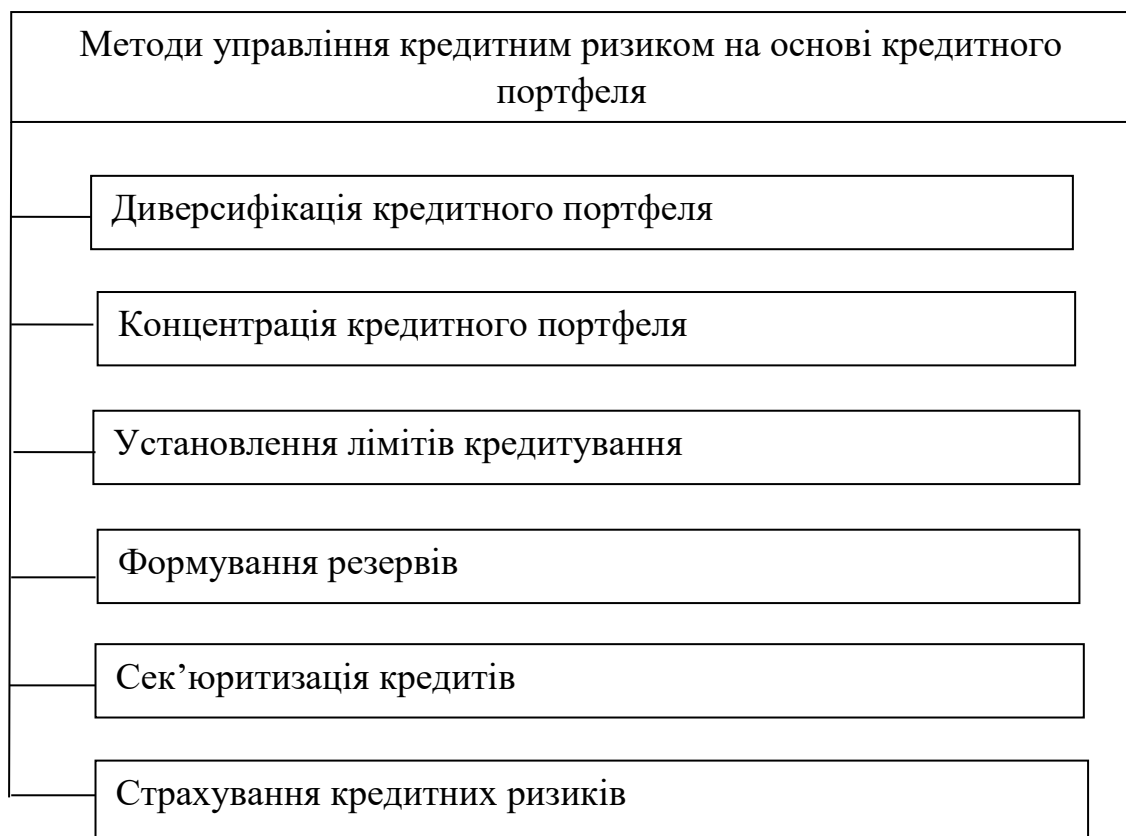 Методи управління кредитним ризиком на основі кредитного
портфеля
Диверсифікація кредитного портфеля
Концентрація кредитного портфеля
Установлення лімітів кредитування
Формування резервів
Сек’юритизація кредитів
Страхування кредитних ризиків